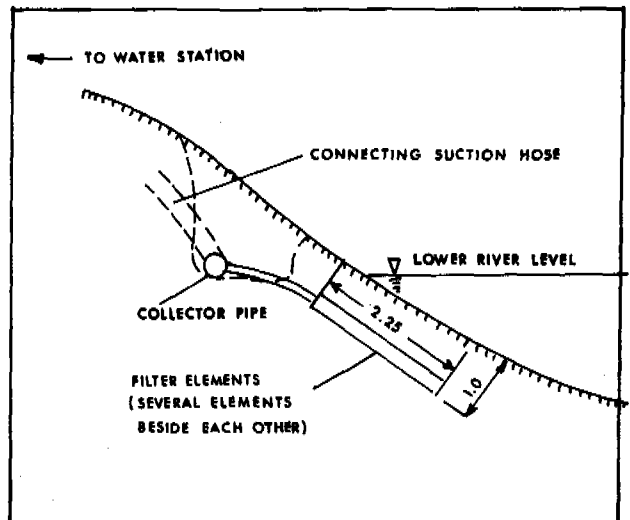 TO WATER STATION
CONNECTING SUCTION HOSE
LOWER RIVER LEVEL
COLLECTOR PIPE
2.25
FILTER ELEMENTS
(SEVERAL ELEMENTS
BESIDE EACH OTHER)
1.0